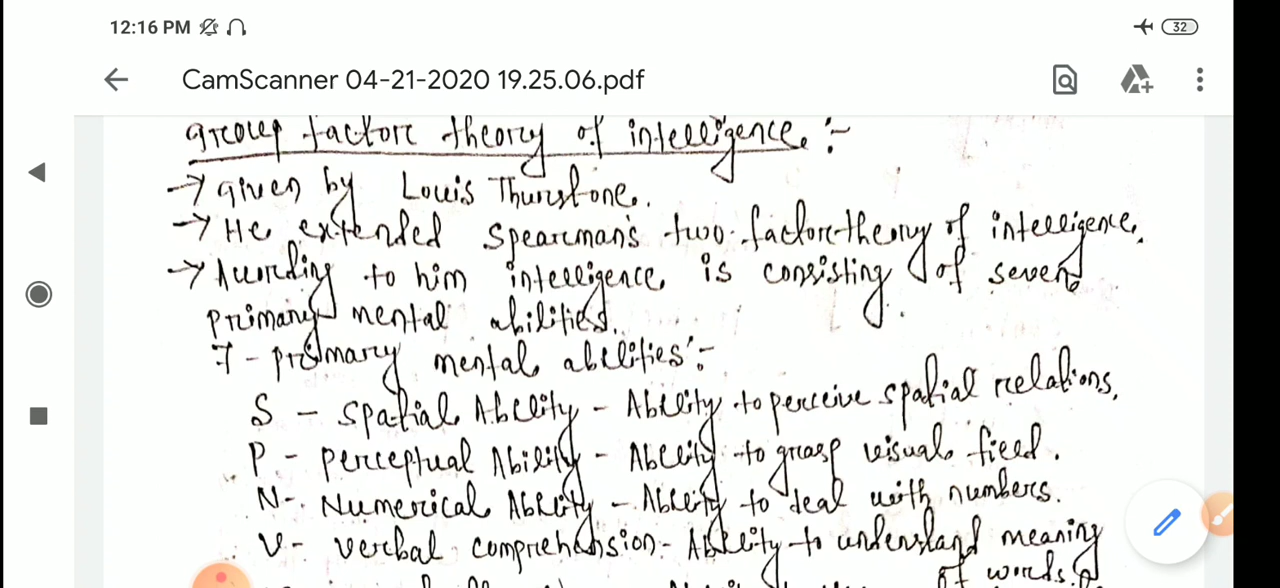 12:16 PM
32
CamScanner 04-21-2020 19.25.06.pdf
Group factor theory of intelligence :-
→ Given by Louis Thurstone.
→ He extended Spearman's two-factor theory of intelligence.
→ According to him intelligence is consisting of seven
primary mental abilities.
7 - primary mental abilities :-
S - Spatial Ability - Ability to perceive spatial relations.
P - Perceptual Ability - Ability to grasp visual field.
N - Numerical Ability - Ability to deal with numbers.
V - Verbal comprehension - Ability to understand meaning
of words.